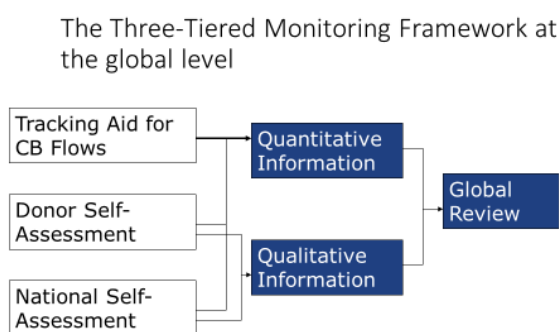 The Three-Tiered Monitoring Framework at
the global level
Tracking Aid for
CB Flows
Quantitative
Information
Donor Self-
Assessment
Global
Review
Qualitative
Information
National Self-
Assessment